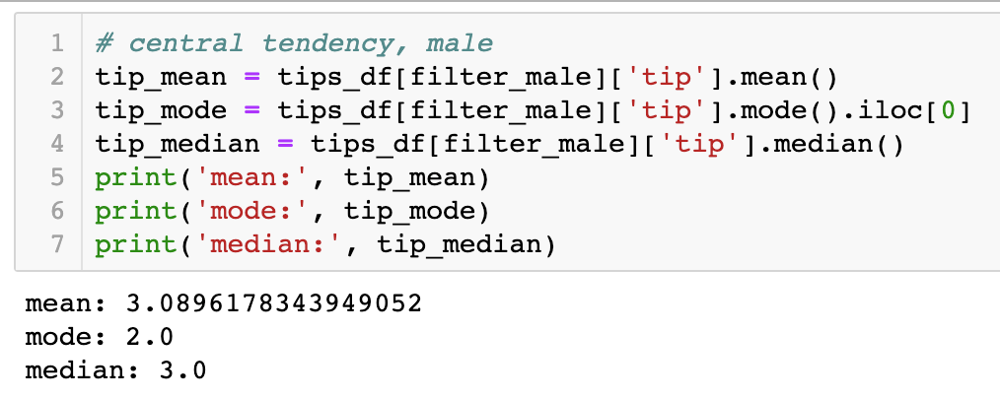 1 # central tendency, male
2 tip_mean = tips_df[filter_male]['tip'].mean()
3 tip_mode = tips_df[filter_male]['tip'].mode().iloc[0]
4 tip_median = tips_df[filter_male]['tip'].median()
5 print('mean:', tip_mean)
6 print('mode:', tip_mode)
7 print('median:', tip_median)
mean: 3.0896178343949052
mode: 2.0
median: 3.0